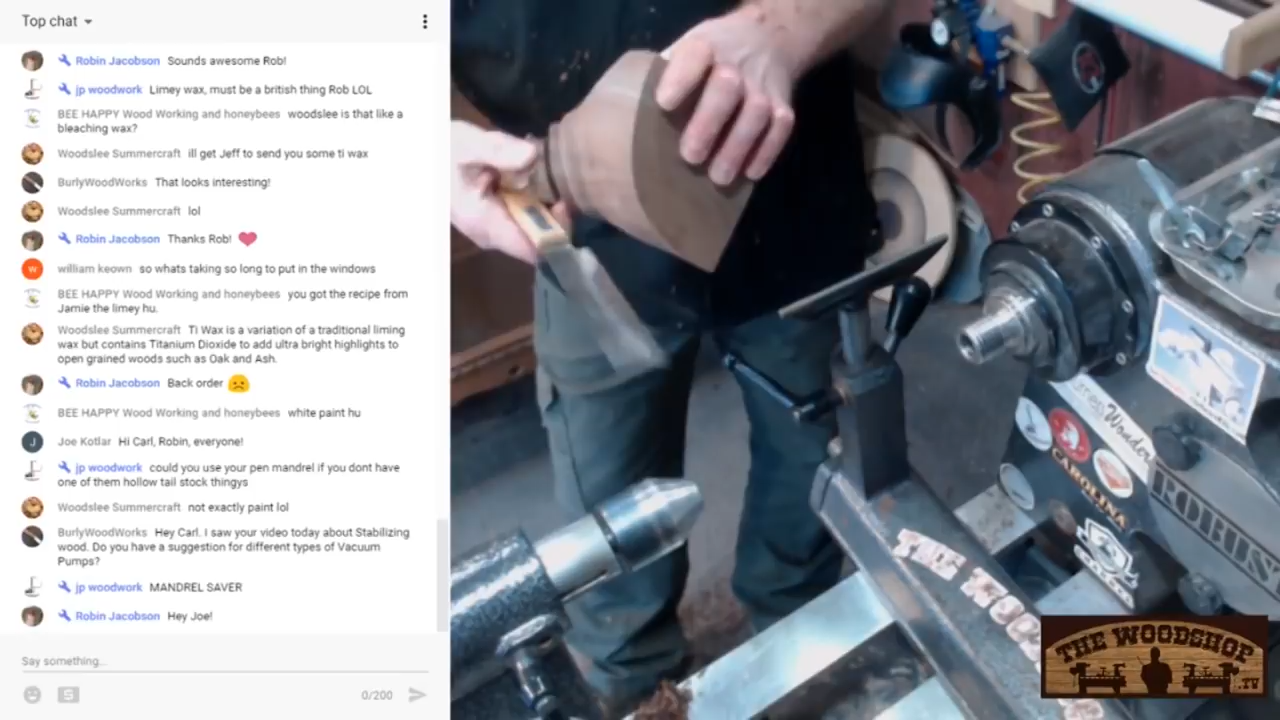 Top chat
Robin Jacobson Sounds awesome Rob!
jp woodwork Limey wax, must be a british thing Rob LOL
BEE HAPPY Wood Working and honeybees woodslee is that like a
bleaching wax?
Woodslee Summercraft ill get Jeff to send you some ti wax
BurlyWoodWorks That looks interesting!
Woodslee Summercraft lol
Robin Jacobson Thanks Rob! ❤️
W
william keown so whats taking so long to put in the windows
BEE HAPPY Wood Working and honeybees you got the recipe from
Jamie the limey hu.
Woodslee Summercraft Ti Wax is a variation of a traditional liming
wax but contains Titanium Dioxide to add ultra bright highlights to
open grained woods such as Oak and Ash.
Robin Jacobson Back order ☹️
BEE HAPPY Wood Working and honeybees white paint hu
J
Joe Kotlar Hi Carl, Robin, everyone!
jp woodwork could you use your pen mandrel if you dont have
one of them hollow tail stock thingys
Woodslee Summercraft not exactly paint lol
BurlyWoodWorks Hey Carl. I saw your video today about Stabilizing
wood. Do you have a suggestion for different types of Vacuum
Pumps?
jp woodwork MANDREL SAVER
Robin Jacobson Hey Joe!
Say something...
0/200
CAROLINA
ROBUS
THE WOO
THE WOODSHOP
.TV